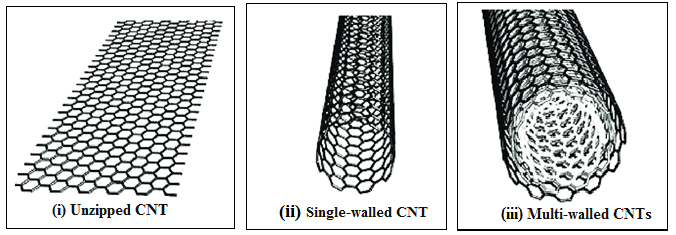 (i) Unzipped CNT
(ii) Single-walled CNT
(iii) Multi-walled CNTs